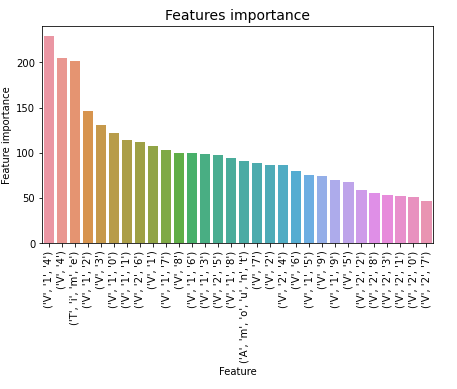 Features importance
Feature importance
200
150
100
50
0
('V', '1', '4')
('V', '4')
('T', 'i', 'm', 'e')
('V', '1', '2')
('V', '3')
('V', '1', '0')
('V', '1', '1')
('V', '2', '6')
('V', '1')
('V', '1', '7')
('V', '8')
('V', '1', '6')
('V', '1', '3')
('V', '2', '5')
('V', '1', '8')
('A', 'm', 'o', 'u', 'n', 't')
('V', '7')
('V', '2')
('V', '2', '4')
('V', '6')
('V', '1', '5')
('V', '9')
('V', '1', '9')
('V', '5')
('V', '2', '2')
('V', '2', '8')
('V', '2', '3')
('V', '2', '1')
('V', '2', '0')
('V', '2', '7')
Feature